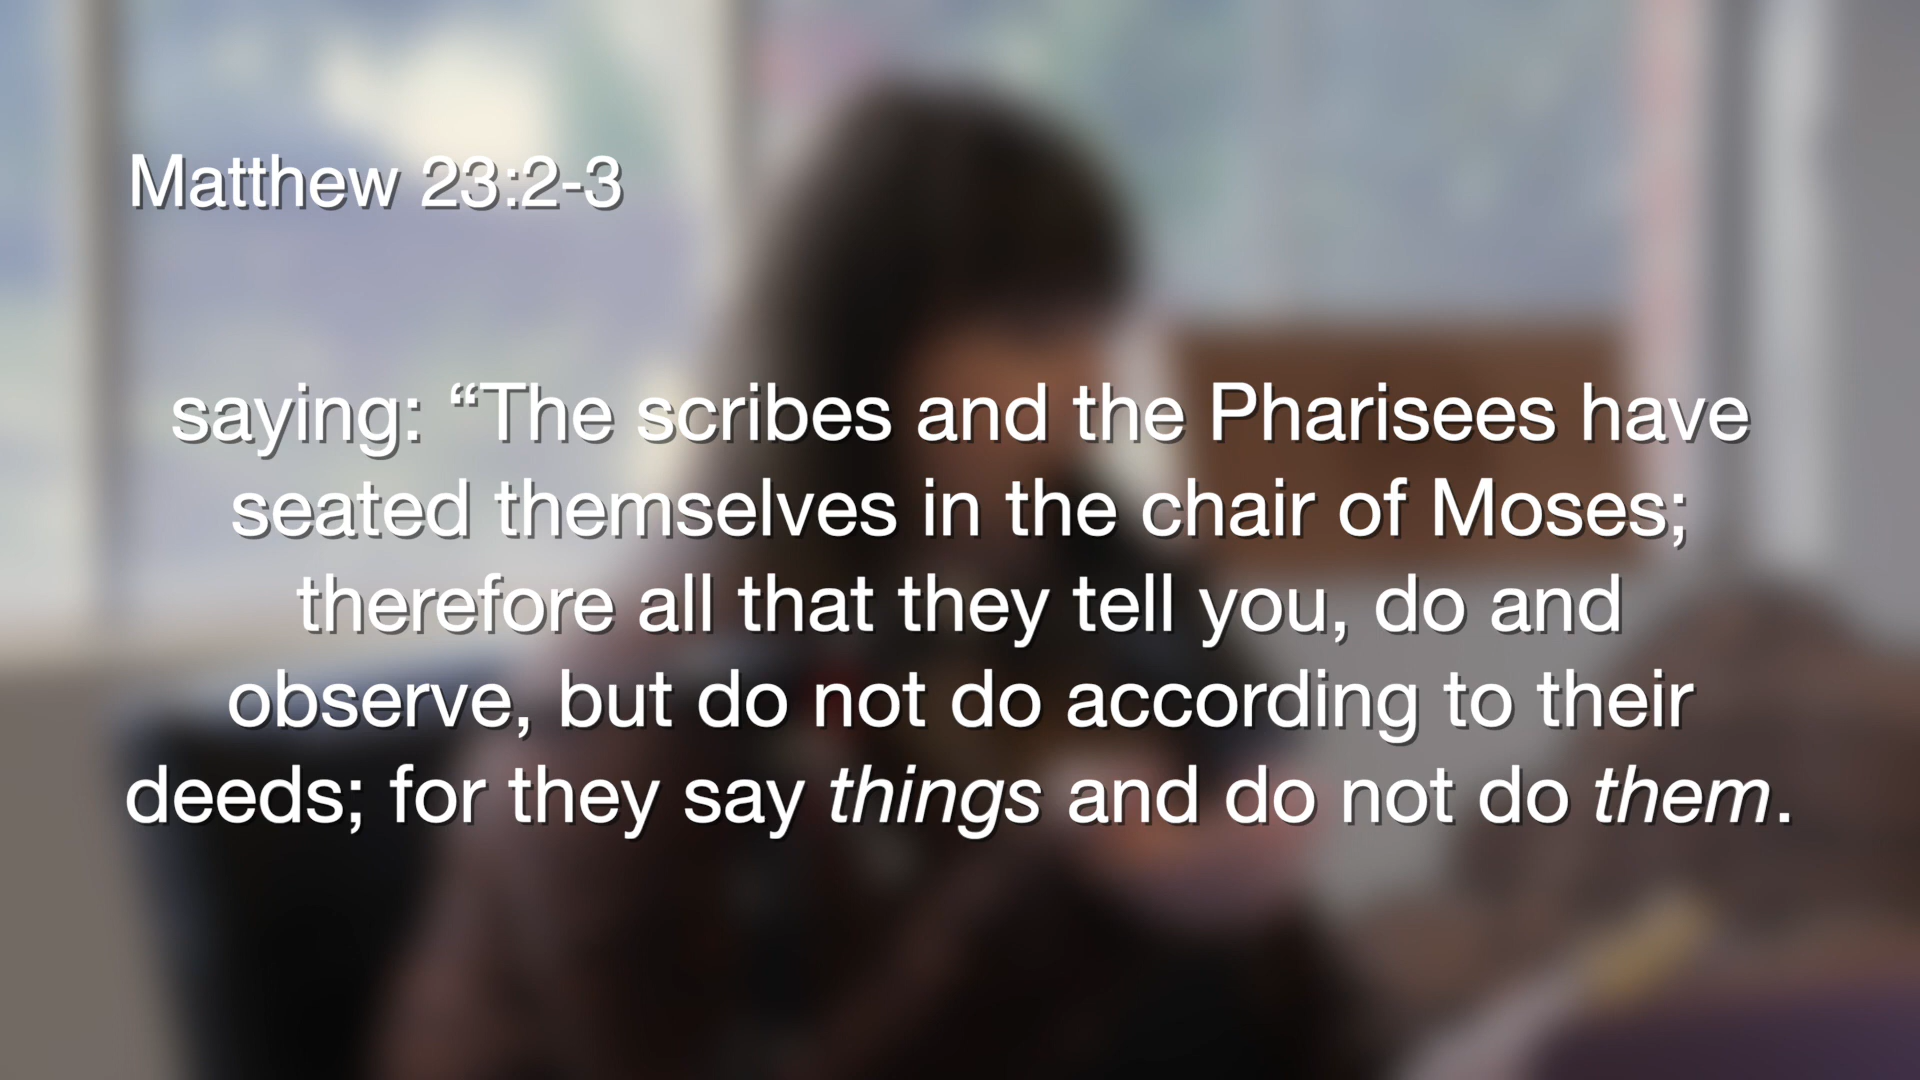 Matthew 23:2-3
saying: “The scribes and the Pharisees have
seated themselves in the chair of Moses;
therefore all that they tell you, do and
observe, but do not do according to their
deeds; for they say things and do not do them.